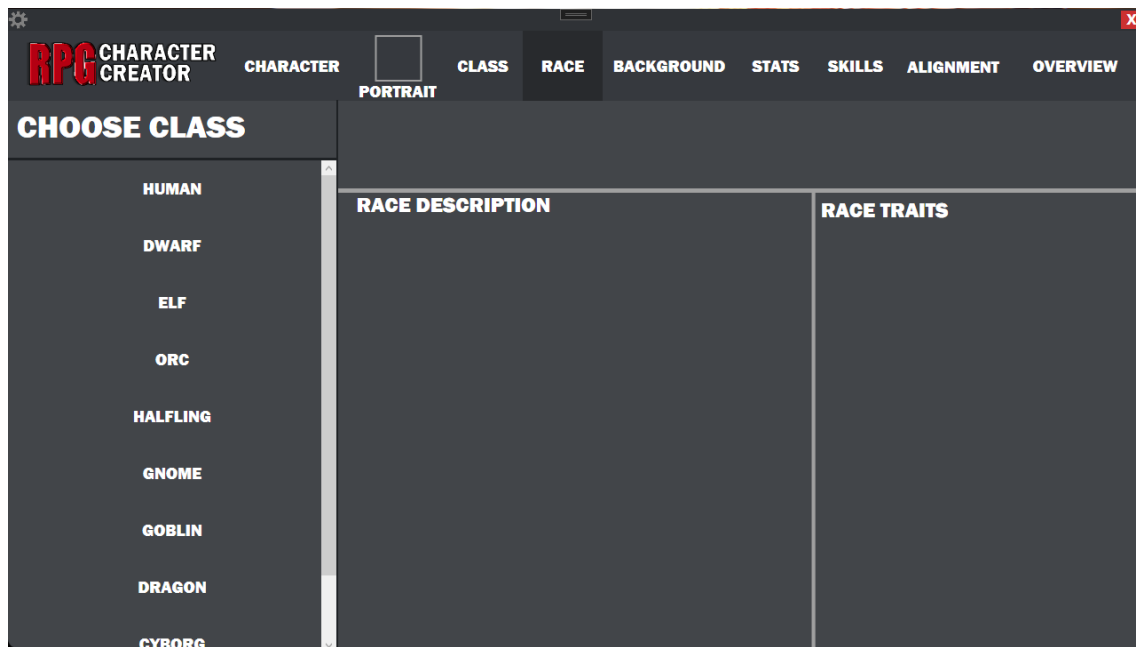 X
RPG CHARACTER
CREATOR
CHARACTER
PORTRAIT
CLASS
RACE
BACKGROUND
STATS
SKILLS
ALIGNMENT
OVERVIEW
CHOOSE CLASS
HUMAN
DWARF
ELF
ORC
HALFLING
GNOME
GOBLIN
DRAGON
CYBORG
RACE DESCRIPTION
RACE TRAITS